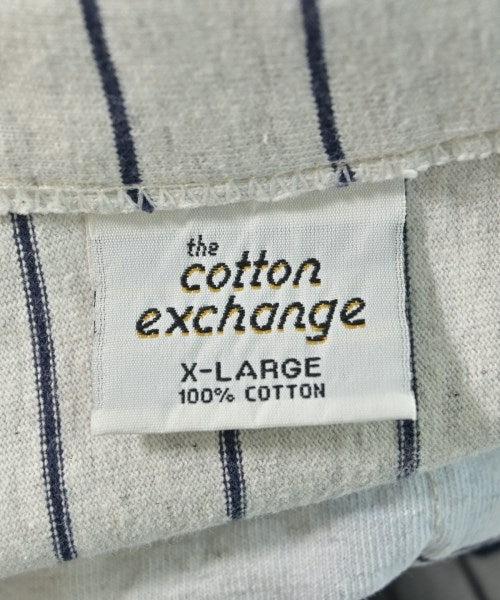 the
cotton
exchange
X-LARGE
100% COTTON